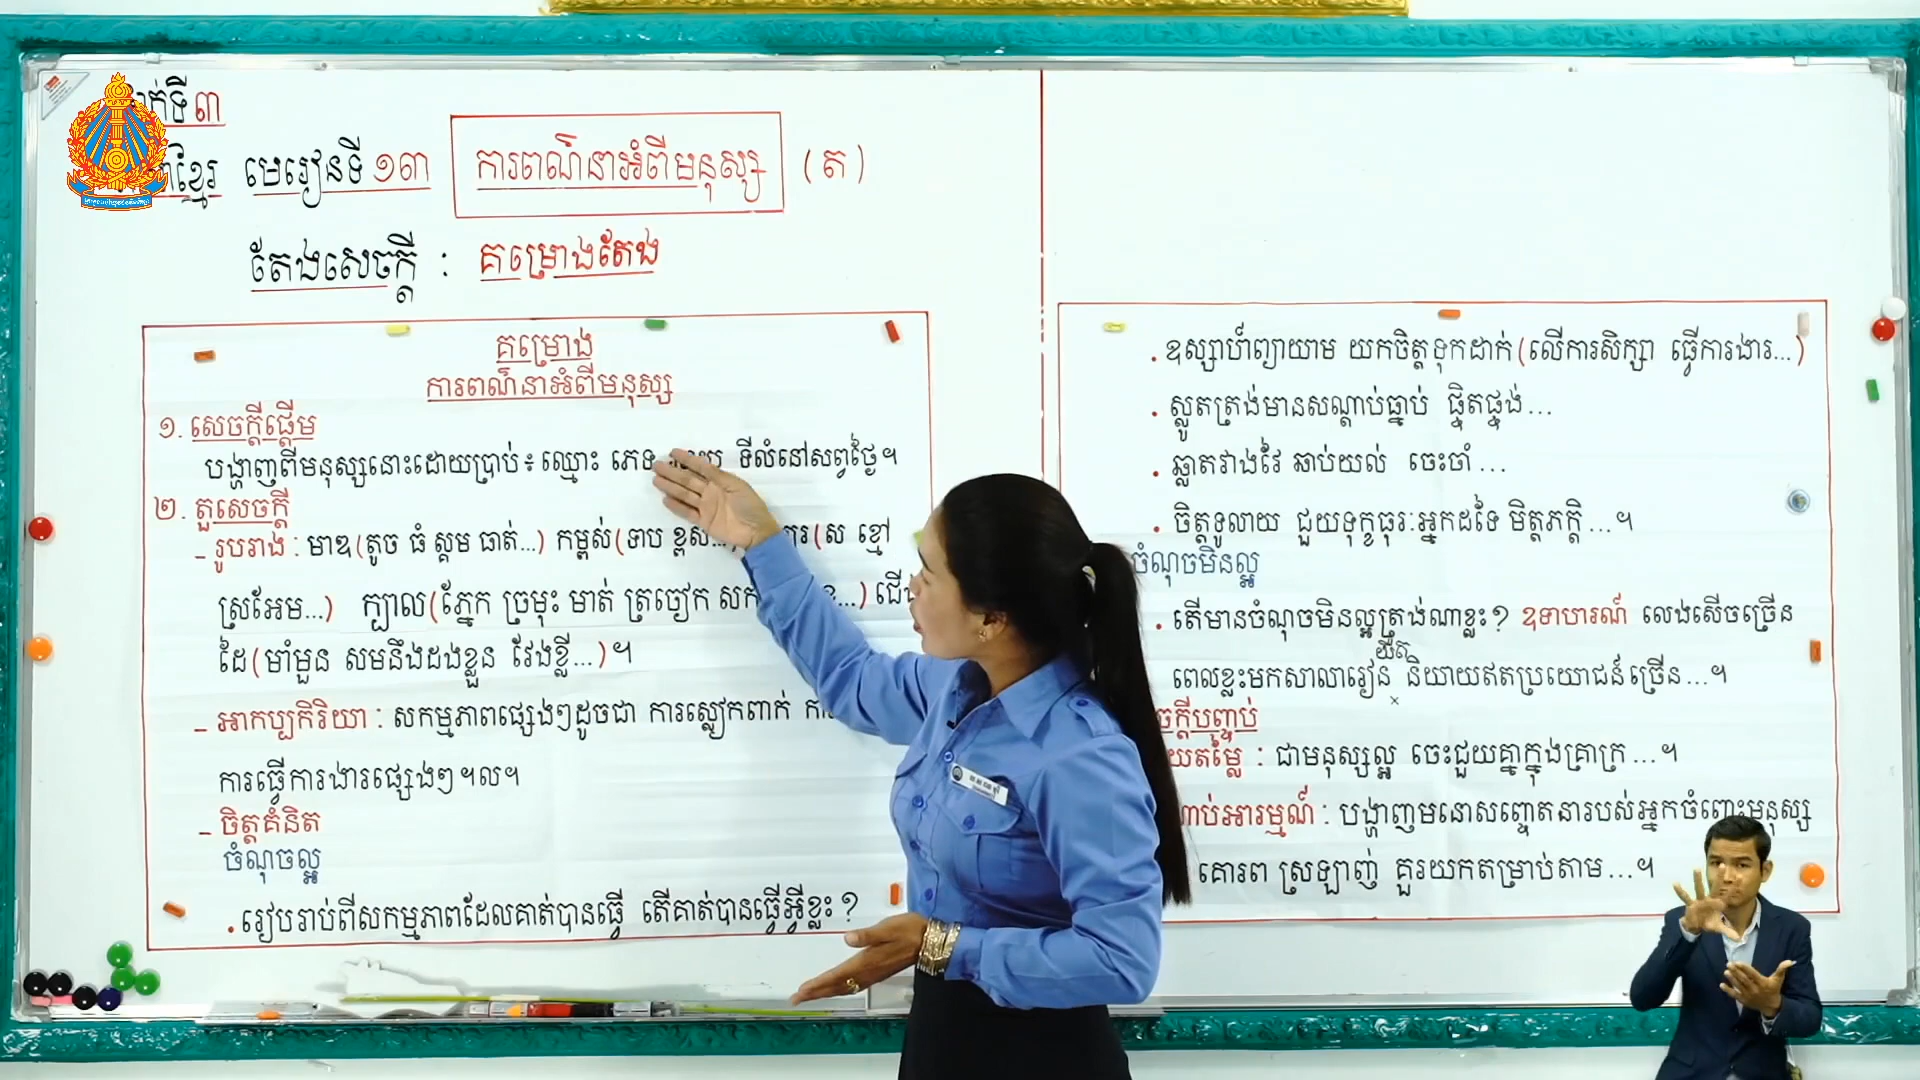 ទី៣
ខ្មែរ មេរៀនទី១៣ ការពណ៌នាអំពីមនុស្ស (ត)
តែងសេចក្តី : គម្រោងតែង
គម្រោង
ការពណ៌នាអំពីមនុស្ស
១. សេចក្តីផ្តើម
បង្ហាញពីមនុស្សនោះដោយប្រាប់៖ ឈ្មោះ ភេទ ទីលំនៅសព្វថ្ងៃ។
២. តួសេចក្តី
- រូបរាង : មាឌ(តូច ធំ ស្គម ធាត់...) កម្ពស់(ទាប ខ្ពស់...) (ស ខ្មៅ
ស្រអែម...) ក្បាល(ភ្នែក ច្រមុះ មាត់ ត្រចៀក ...) ជើង
ដៃ(មាំមួន សមនឹងដងខ្លួន វែងខ្លី...)។
- អាកប្បកិរិយា : សកម្មភាពផ្សេងៗដូចជា ការស្លៀកពាក់
ការធ្វើការងារផ្សេងៗ។ល។
- ចិត្តគំនិត
ចំណុចល្អ
. រៀបរាប់ពីសកម្មភាពដែលគាត់បានធ្វើ តើគាត់បានធ្វើអ្វីខ្លះ?
. ឧស្សាហ៍ព្យាយាម យកចិត្តទុកដាក់(លើការសិក្សា ធ្វើការងារ...)
. ស្លូតត្រង់មានសណ្តាប់ធ្នាប់ ផ្ចិតផ្ចង់...
. ឆ្លាតវាងវៃ ឆាប់យល់ ចេះចាំ...
. ចិត្តទូលាយ ជួយទុក្ខធុរៈអ្នកដទៃ មិត្តភក្តិ...។
ចំណុចមិនល្អ
. តើមានចំណុចមិនល្អត្រង់ណាខ្លះ? ឧទាហារណ៍ លេងសើចច្រើន
យឺត
ពេលខ្លះមកសាលារៀន និយាយឥតប្រយោជន៍ច្រើន...។
ចក្តីបញ្ចប់
យតម្លៃ : ជាមនុស្សល្អ ចេះជួយគ្នាក្នុងគ្រាក្រ...។
ាប់អារម្មណ៍ : បង្ហាញមនោសញ្ចេតនារបស់អ្នកចំពោះមនុស្ស
គោរព ស្រឡាញ់ គួរយកតម្រាប់តាម...។